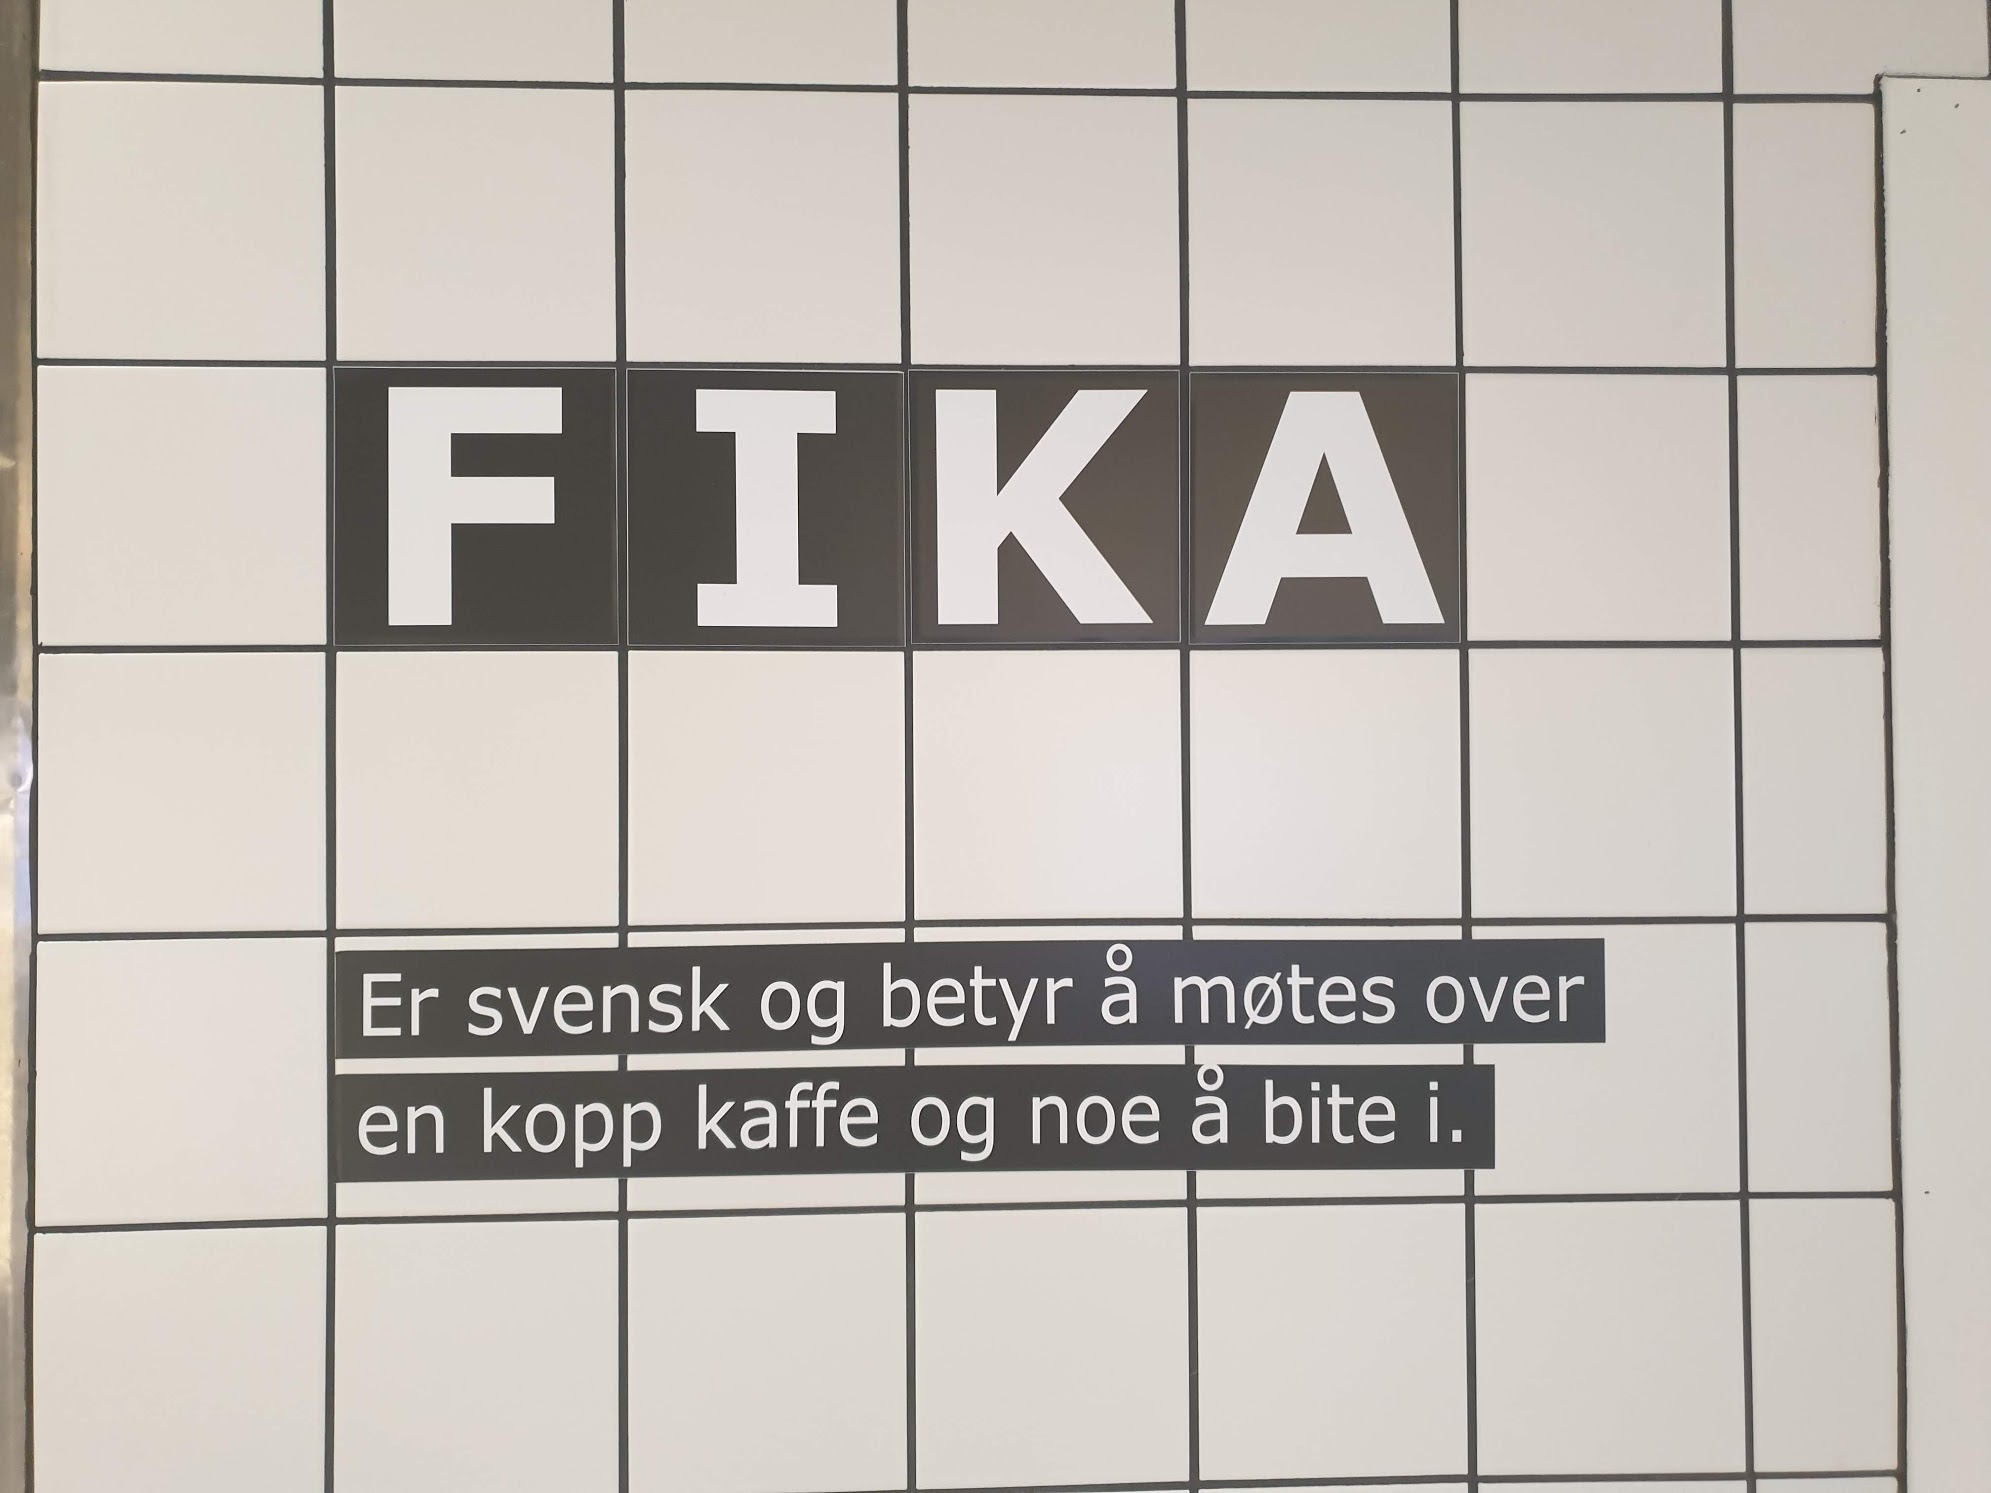 FIKA
Er svensk og betyr å møtes over
en kopp kaffe og noe å bite i.